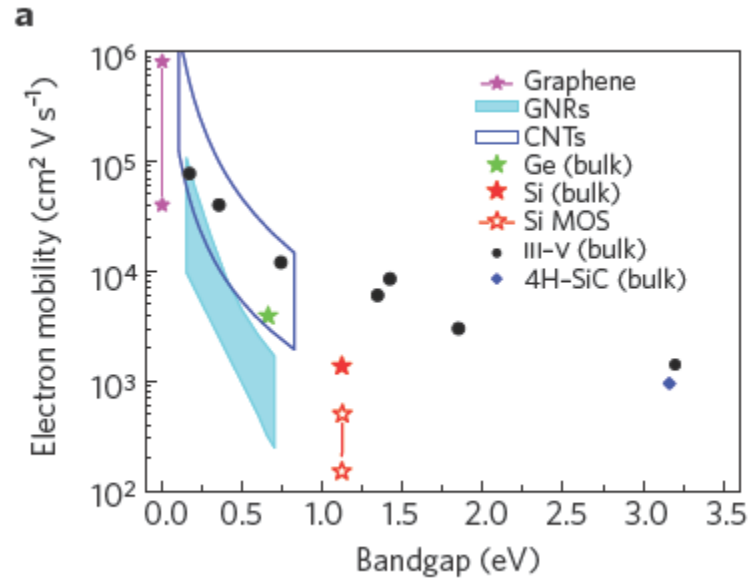 a
Electron mobility (cm² V s⁻¹)
10⁶
10⁵
10⁴
10³
10²
Graphene
GNRs
CNTs
Ge (bulk)
Si (bulk)
Si MOS
III–V (bulk)
4H–SiC (bulk)
0.0 0.5 1.0 1.5 2.0 2.5 3.0 3.5
Bandgap (eV)